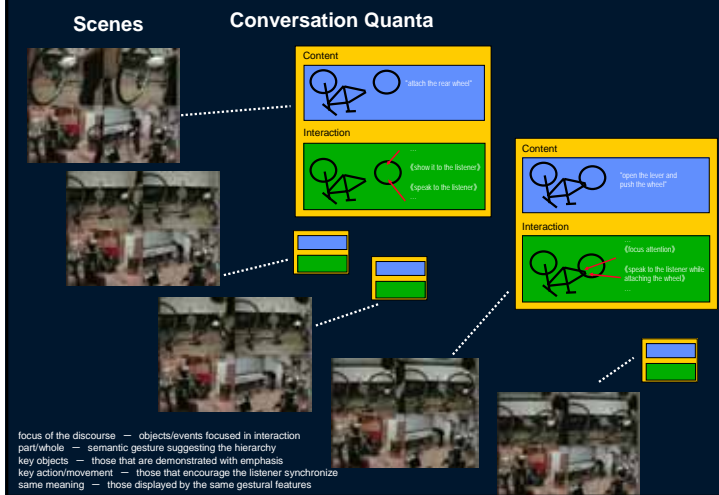 Scenes
Conversation Quanta
Content
"attach the rear wheel"
Interaction
...
《show it to the listener》
《speak to the listener》
...
Content
"open the lever and
push the wheel"
Interaction
...
《focus attention》
《speak to the listener while
attaching the wheel》
...
focus of the discourse － objects/events focused in interaction
part/whole － semantic gesture suggesting the hierarchy
key objects － those that are demonstrated with emphasis
key action/movement － those that encourage the listener synchronize
same meaning － those displayed by the same gestural features